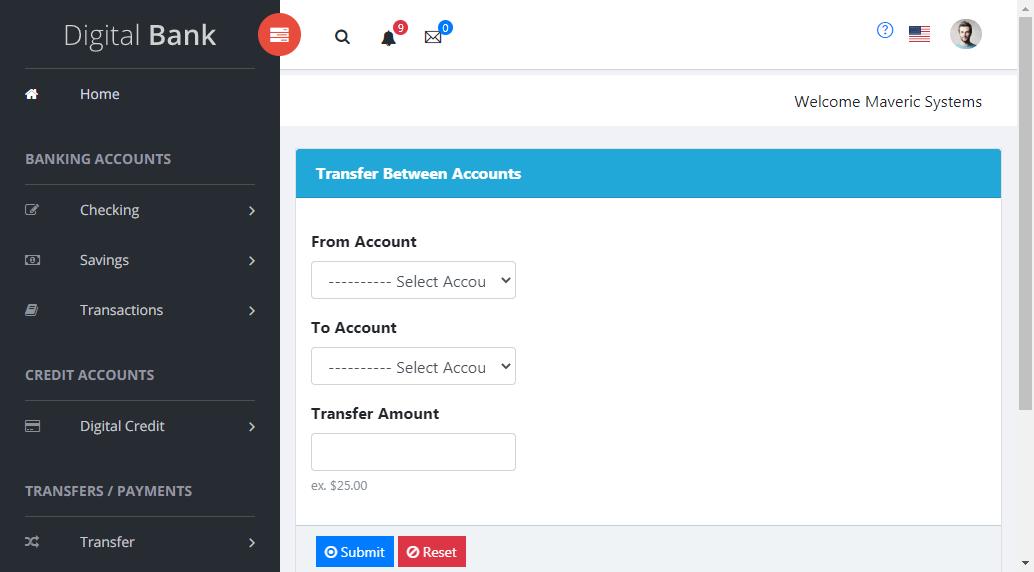 Digital Bank
9
0
Home
Welcome Maveric Systems
BANKING ACCOUNTS
Checking
Savings
Transactions
CREDIT ACCOUNTS
Digital Credit
TRANSFERS / PAYMENTS
Transfer
Transfer Between Accounts
From Account
---------- Select Accou
To Account
---------- Select Accou
Transfer Amount
ex. $25.00
Submit Reset